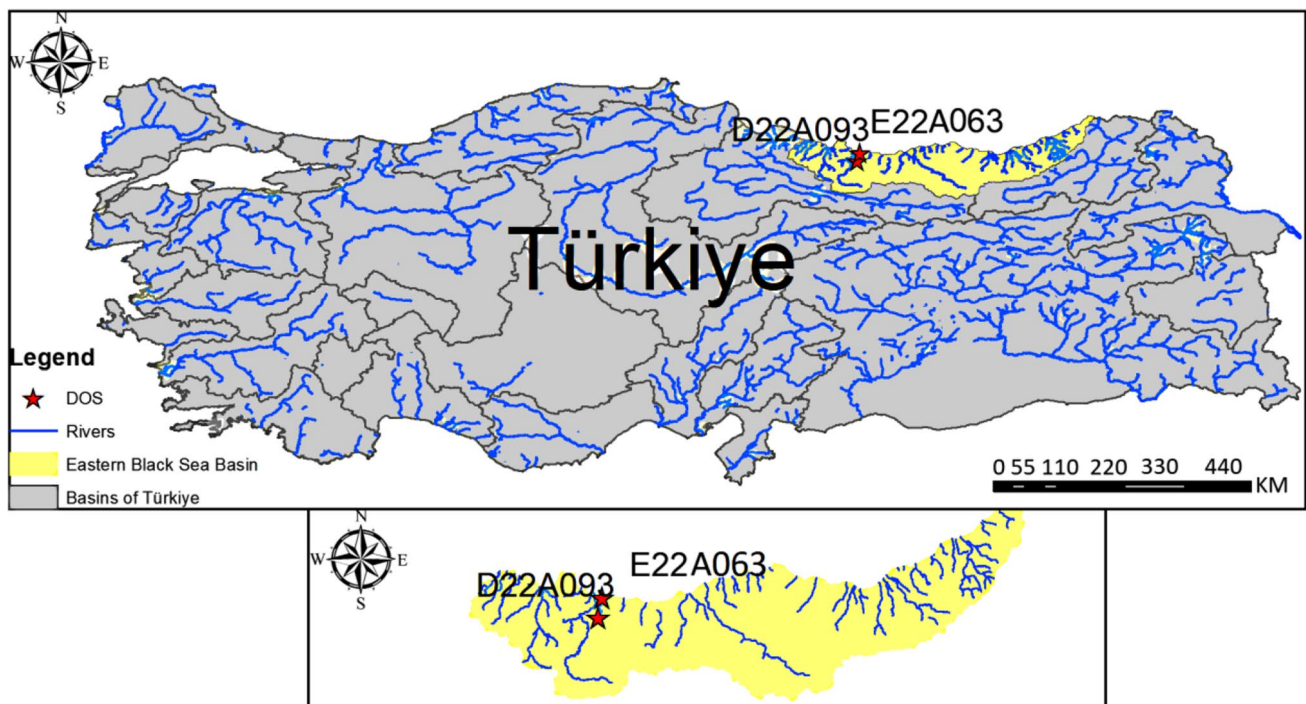 N
W E
S
D22A093 E22A063
Türkiye
Legend
DOS
Rivers
Eastern Black Sea Basin
Basins of Türkiye
0 55 110 220 330 440
KM
N
W E
S
E22A063
D22A093